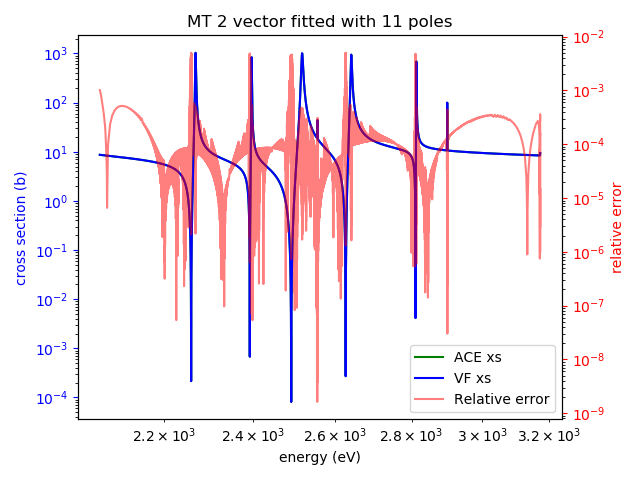 MT 2 vector fitted with 11 poles
10³
10²
10¹
10⁰
10⁻¹
10⁻²
10⁻³
10⁻⁴
cross section (b)
10⁻²
10⁻³
10⁻⁴
10⁻⁵
10⁻⁶
10⁻⁷
10⁻⁸
10⁻⁹
relative error
ACE xs
VF xs
Relative error
2.2 × 10³
2.4 × 10³
2.6 × 10³
2.8 × 10³
3 × 10³
3.2 × 10³
energy (eV)